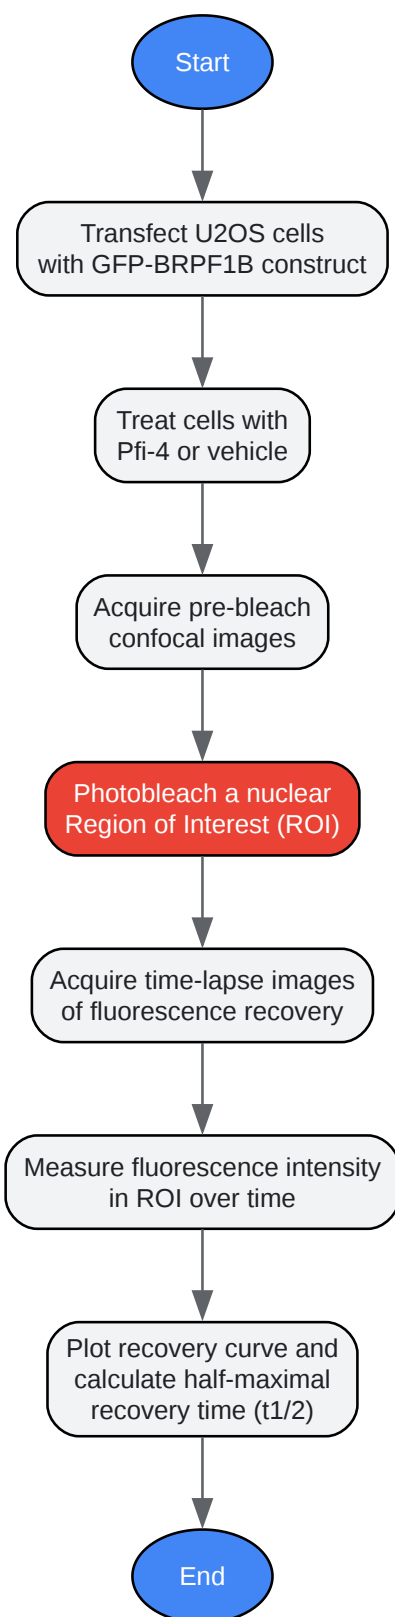 Start
Transfect U2OS cells
with GFP-BRPF1B construct
Treat cells with
Pfi-4 or vehicle
Acquire pre-bleach
confocal images
Photobleach a nuclear
Region of Interest (ROI)
Acquire time-lapse images
of fluorescence recovery
Measure fluorescence intensity
in ROI over time
Plot recovery curve and
calculate half-maximal
recovery time (t1/2)
End